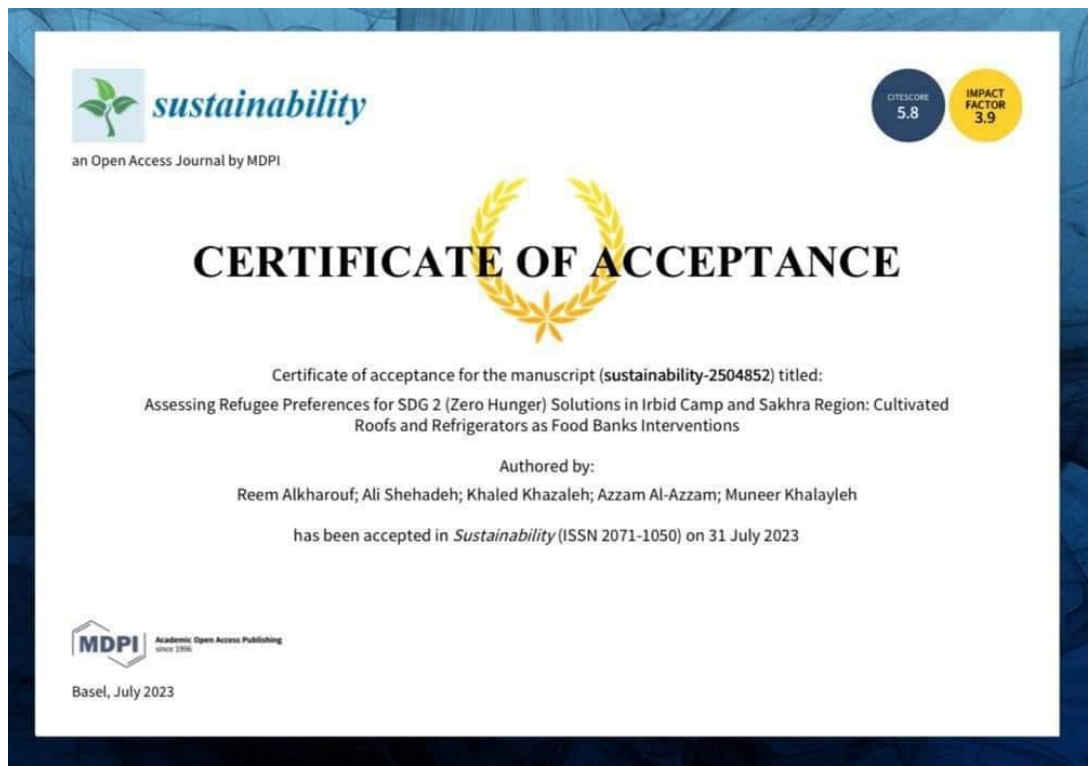 sustainability
CITESCORE
5.8
IMPACT
FACTOR
3.9
an Open Access Journal by MDPI
CERTIFICATE OF ACCEPTANCE
Certificate of acceptance for the manuscript (sustainability-2504852) titled:
Assessing Refugee Preferences for SDG 2 (Zero Hunger) Solutions in Irbid Camp and Sakhra Region: Cultivated
Roofs and Refrigerators as Food Banks Interventions
Authored by:
Reem Alkharouf; Ali Shehadeh; Khaled Khazaleh; Azzam Al-Azzam; Muneer Khalayleh
has been accepted in Sustainability (ISSN 2071-1050) on 31 July 2023
MDPI
Academic Open Access Publishing
since 1996
Basel, July 2023